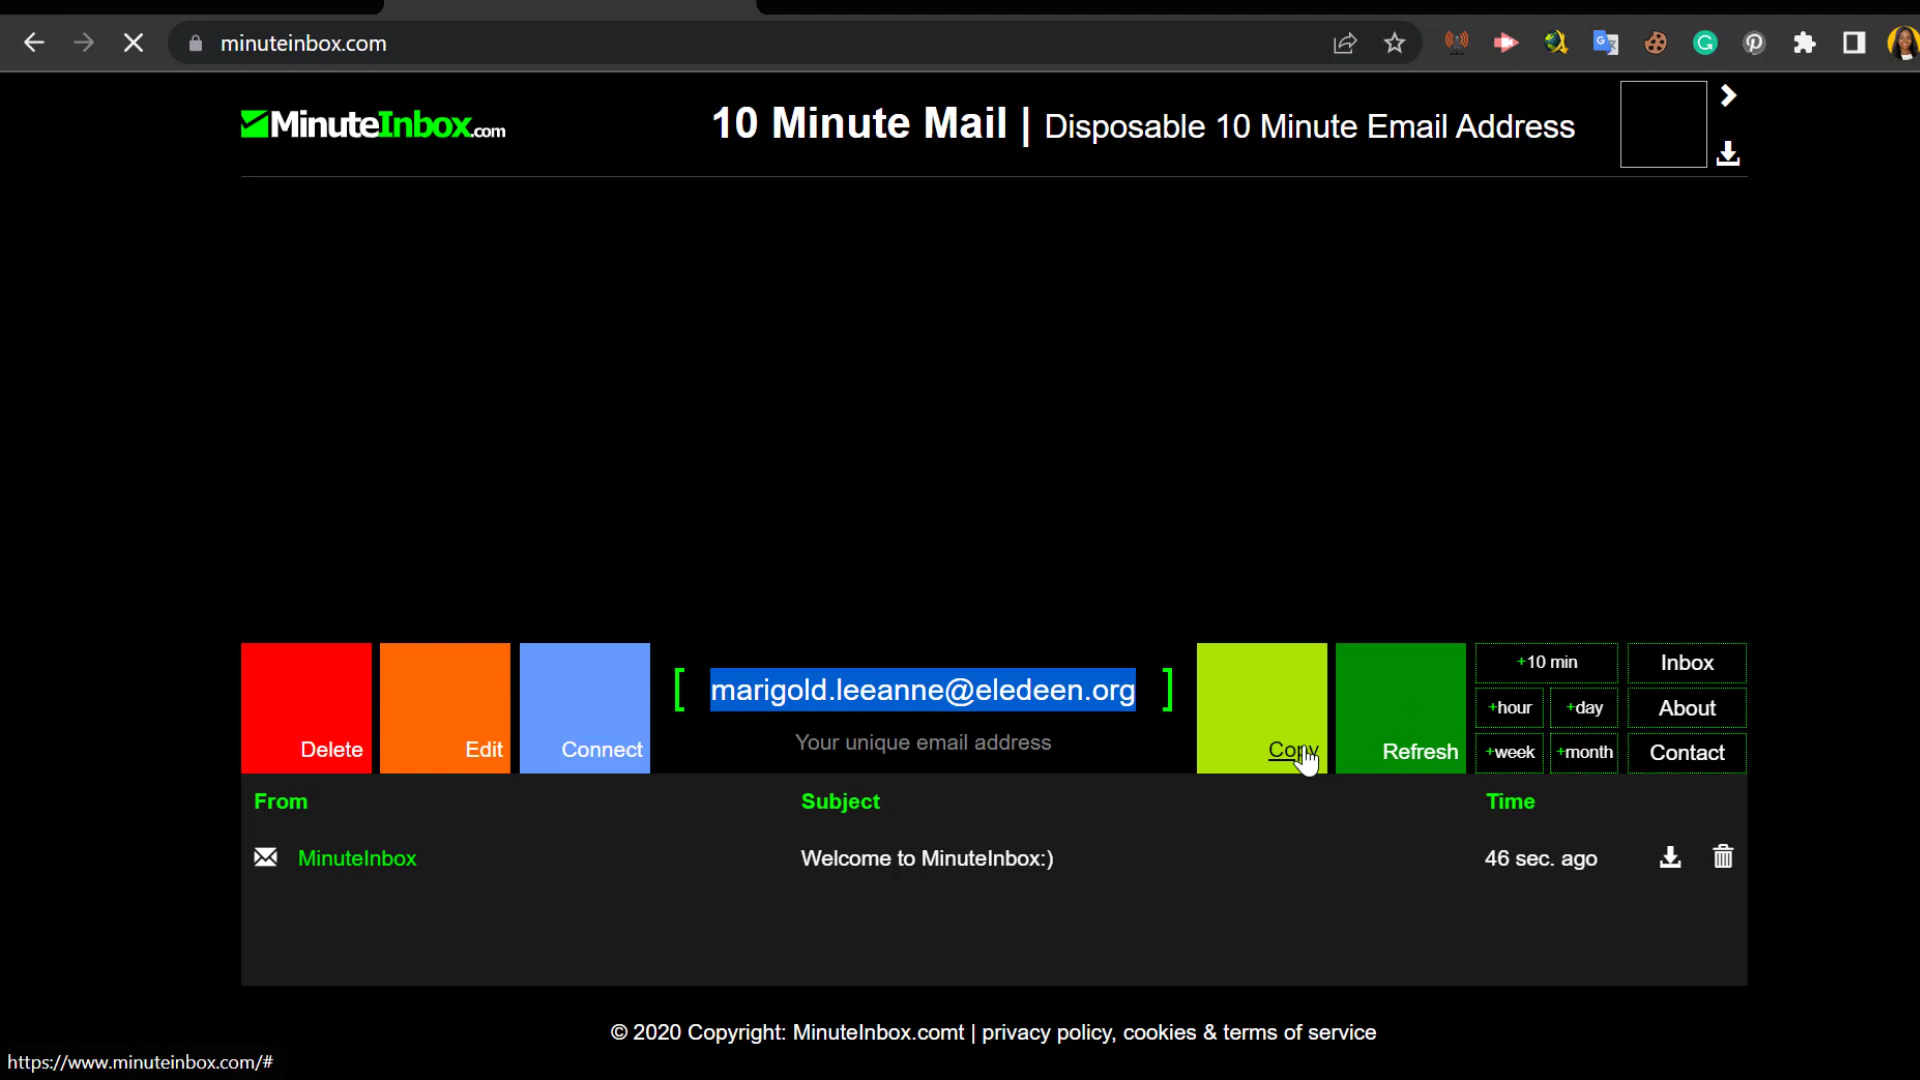 minuteinbox.com
MinuteInbox.com
10 Minute Mail | Disposable 10 Minute Email Address
Delete
Edit
Connect
[ marigold.leeanne@eledeen.org ]
Your unique email address
Copy
Refresh
+10 min
+hour
+day
+week
+month
Inbox
About
Contact
From Subject Time
MinuteInbox Welcome to MinuteInbox:) 46 sec. ago
© 2020 Copyright: MinuteInbox.comt | privacy policy, cookies & terms of service
https://www.minuteinbox.com/#